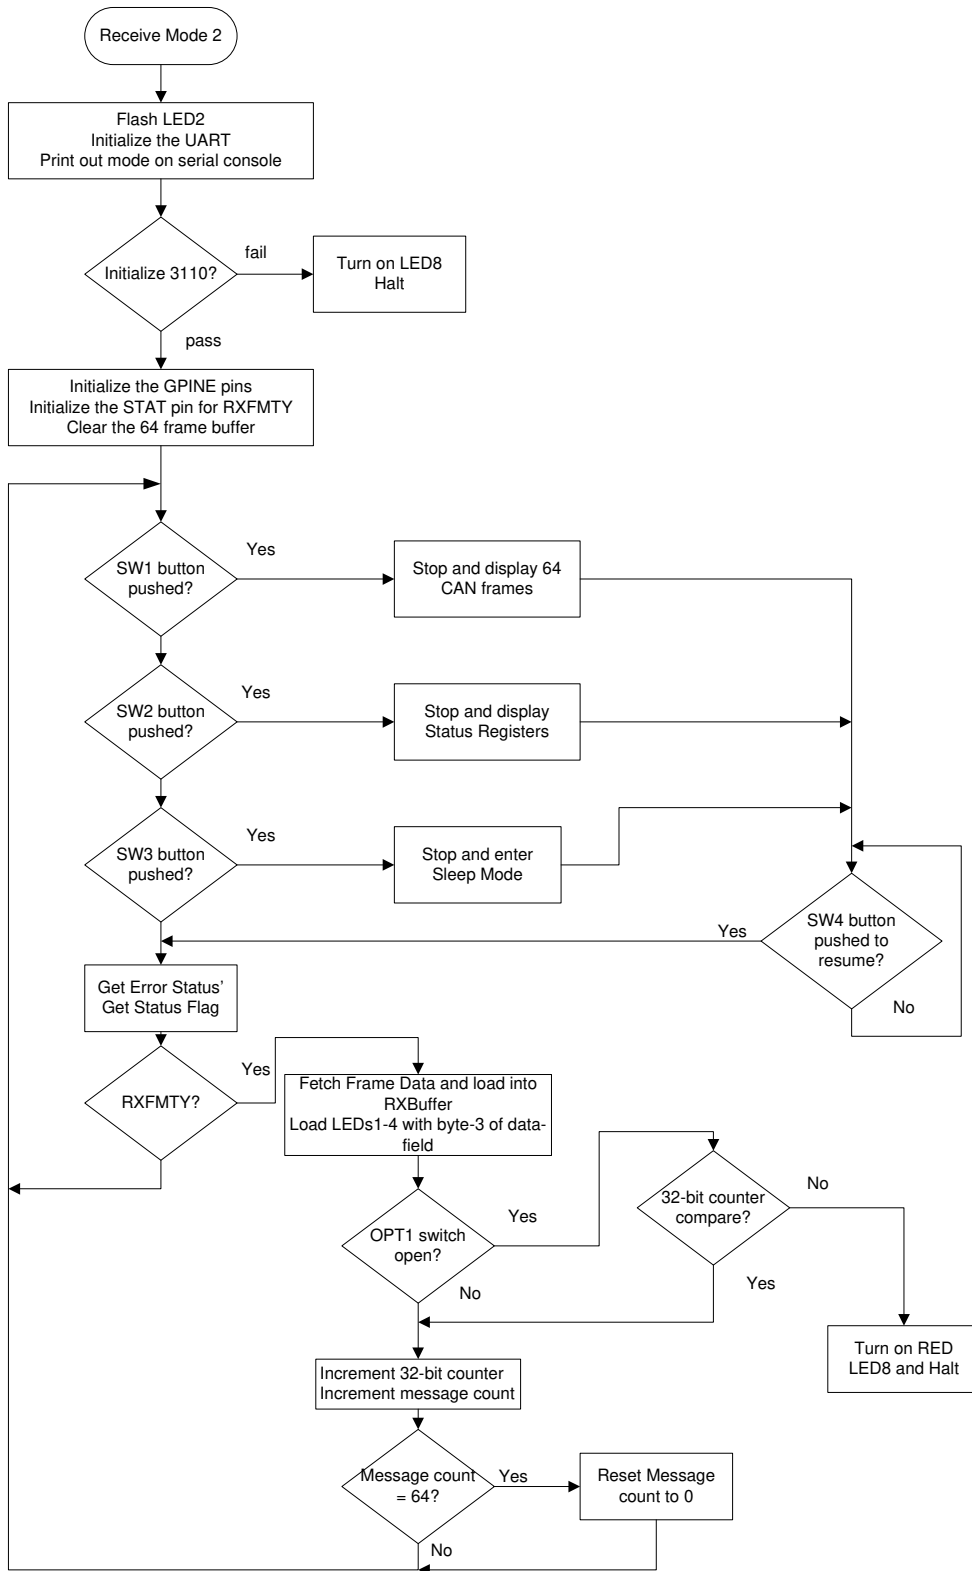 Receive Mode 2
Flash LED2
Initialize the UART
Print out mode on serial console
Initialize 3110?
fail
Turn on LED8
Halt
pass
Initialize the GPINE pins
Initialize the STAT pin for RXFMTY
Clear the 64 frame buffer
SW1 button
pushed?
Yes
Stop and display 64
CAN frames
SW2 button
pushed?
Yes
Stop and display
Status Registers
SW3 button
pushed?
Yes
Stop and enter
Sleep Mode
SW4 button
pushed to
resume?
Yes
No
Get Error Status'
Get Status Flag
RXFMTY?
Yes
Fetch Frame Data and load into
RXBuffer
Load LEDs1-4 with byte-3 of data-
field
OPT1 switch
open?
Yes
No
32-bit counter
compare?
No
Yes
Turn on RED
LED8 and Halt
Increment 32-bit counter
Increment message count
Message count
= 64?
Yes
Reset Message
count to 0
No